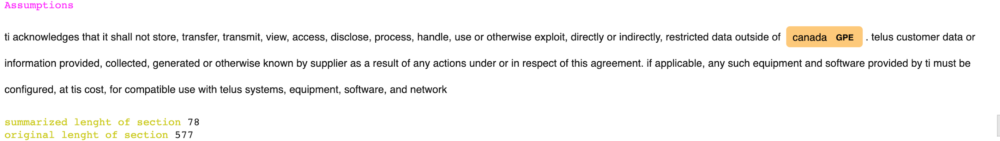 Assumptions
ti acknowledges that it shall not store, transfer, transmit, view, access, disclose, process, handle, use or otherwise exploit, directly or indirectly, restricted data outside of canada GPE . telus customer data or
information provided, collected, generated or otherwise known by supplier as a result of any actions under or in respect of this agreement. if applicable, any such equipment and software provided by ti must be
configured, at tis cost, for compatible use with telus systems, equipment, software, and network
summarized lenght of section 78
original lenght of section 577